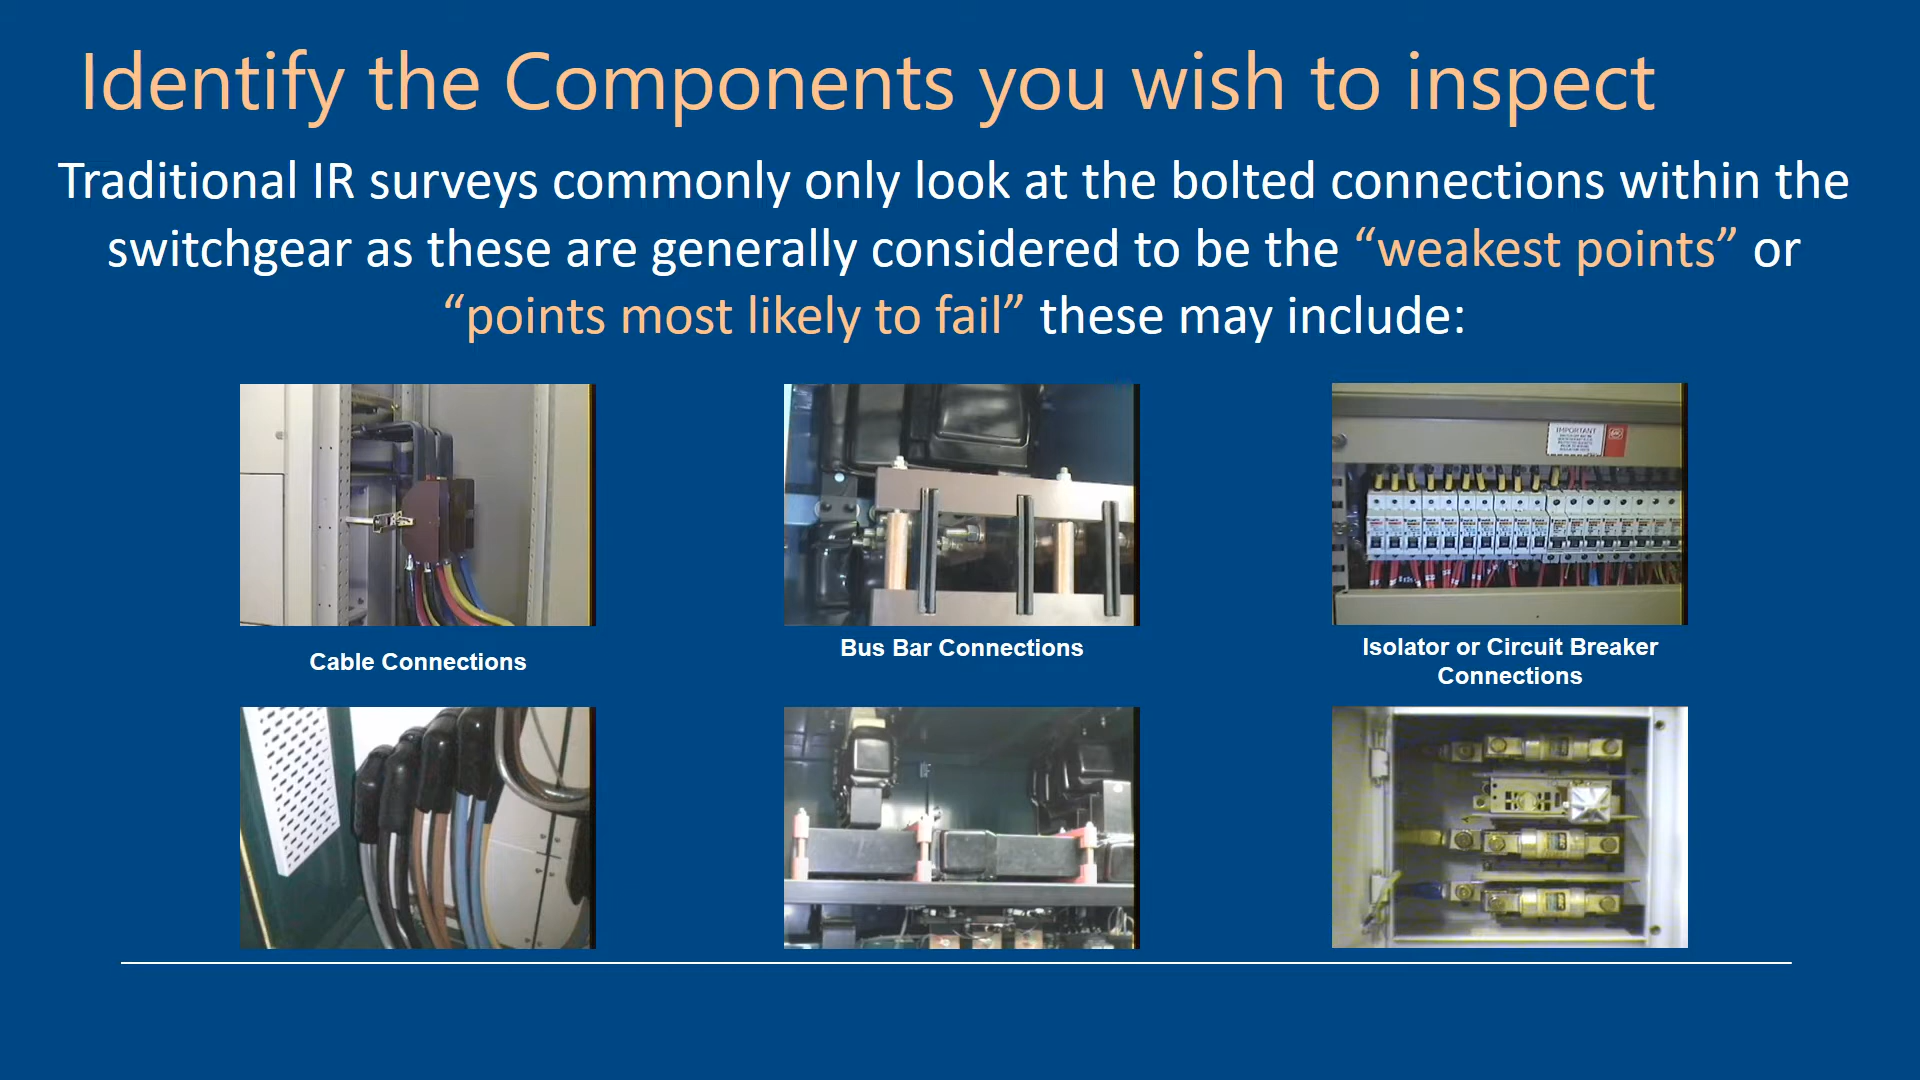 Identify the Components you wish to inspect
Traditional IR surveys commonly only look at the bolted connections within the
switchgear as these are generally considered to be the “weakest points” or
“points most likely to fail” these may include:
IMPORTANT
Cable Connections
Bus Bar Connections
Isolator or Circuit Breaker
Connections